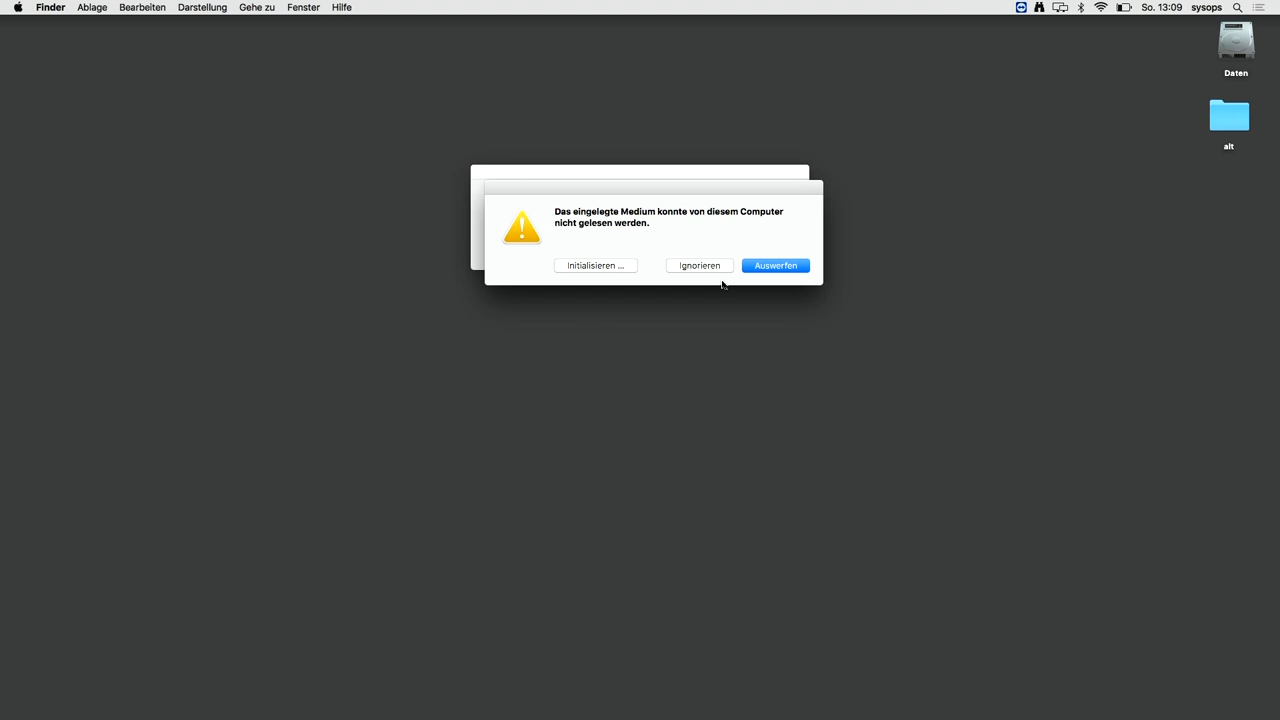 Finder Ablage Bearbeiten Darstellung Gehe zu Fenster Hilfe So. 13:09 sysops
Daten
alt
Das eingelegte Medium konnte von diesem Computer
nicht gelesen werden.
Initialisieren ... Ignorieren Auswerfen